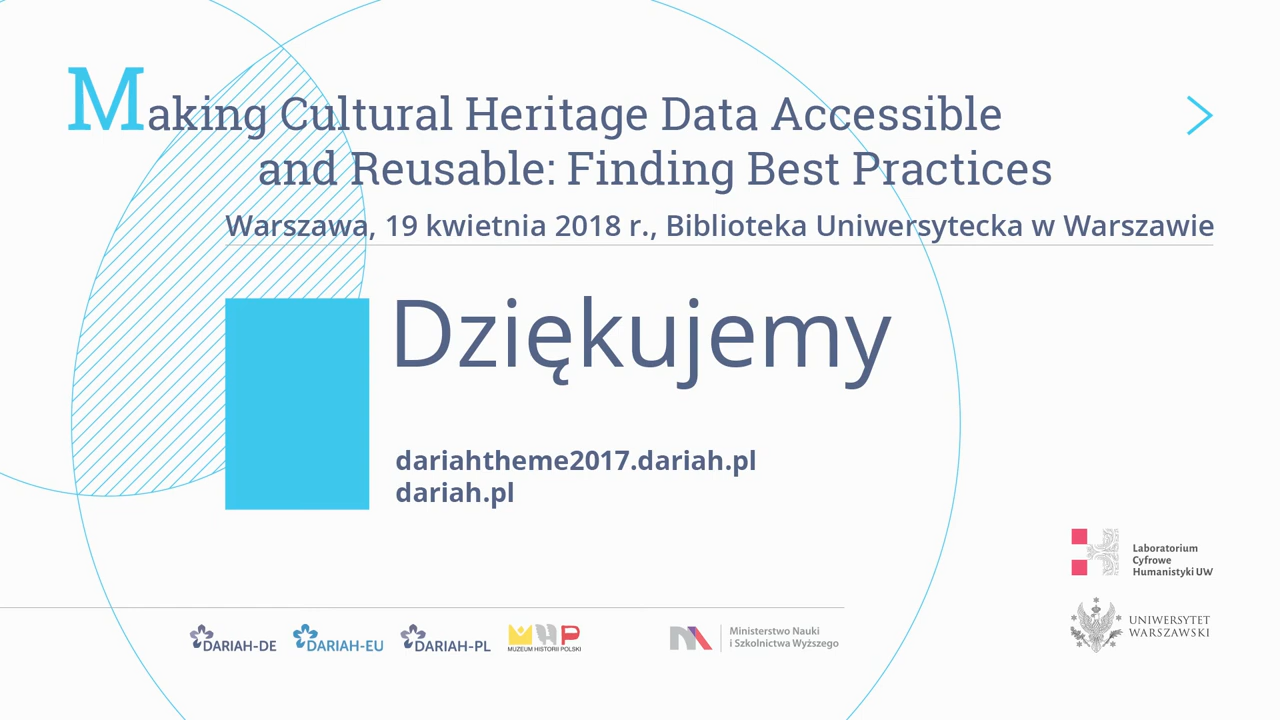 Making Cultural Heritage Data Accessible
and Reusable: Finding Best Practices
Warszawa, 19 kwietnia 2018 r., Biblioteka Uniwersytecka w Warszawie
Dziękujemy
dariahtheme2017.dariah.pl
dariah.pl
Laboratorium
Cyfrowe
Humanistyki UW
UNIWERSYTET
WARSZAWSKI
DARIAH-DE
DARIAH-EU
DARIAH-PL
MHP
MUZEUM HISTORII POLSKI
Ministerstwo Nauki
i Szkolnictwa Wyższego